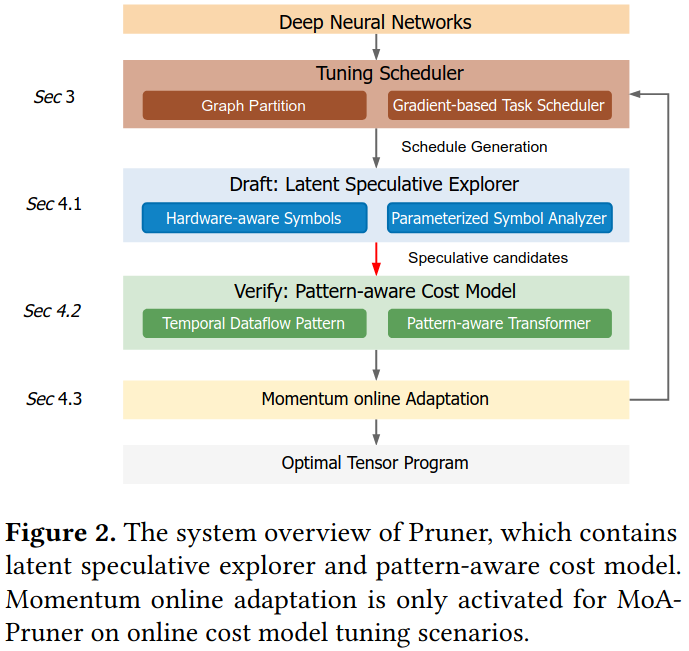 Deep Neural Networks
Sec 3
Tuning Scheduler
Graph Partition
Gradient-based Task Scheduler
Schedule Generation
Sec 4.1
Draft: Latent Speculative Explorer
Hardware-aware Symbols
Parameterized Symbol Analyzer
Speculative candidates
Sec 4.2
Verify: Pattern-aware Cost Model
Temporal Dataflow Pattern
Pattern-aware Transformer
Sec 4.3
Momentum online Adaptation
Optimal Tensor Program
Figure 2. The system overview of Pruner, which contains
latent speculative explorer and pattern-aware cost model.
Momentum online adaptation is only activated for MoA-
Pruner on online cost model tuning scenarios.